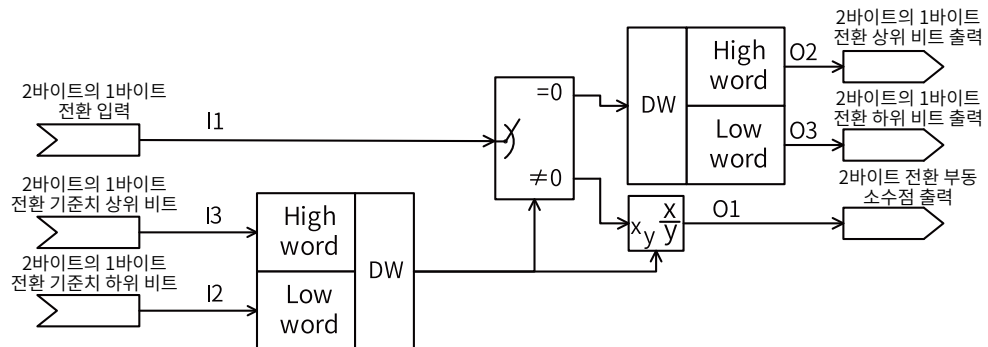 2바이트의 1바이트
전환 상위 비트 출력
High
word
O2
=0
DW
2바이트의 1바이트
전환 입력
I1
2바이트의 1바이트
전환 하위 비트 출력
Low
word
O3
≠0
2바이트 전환 부동
소수점 출력
2바이트의 1바이트
전환 기준치 상위 비트
I3
High
word
x
y
x
y
O1
DW
2바이트의 1바이트
전환 기준치 하위 비트
I2
Low
word